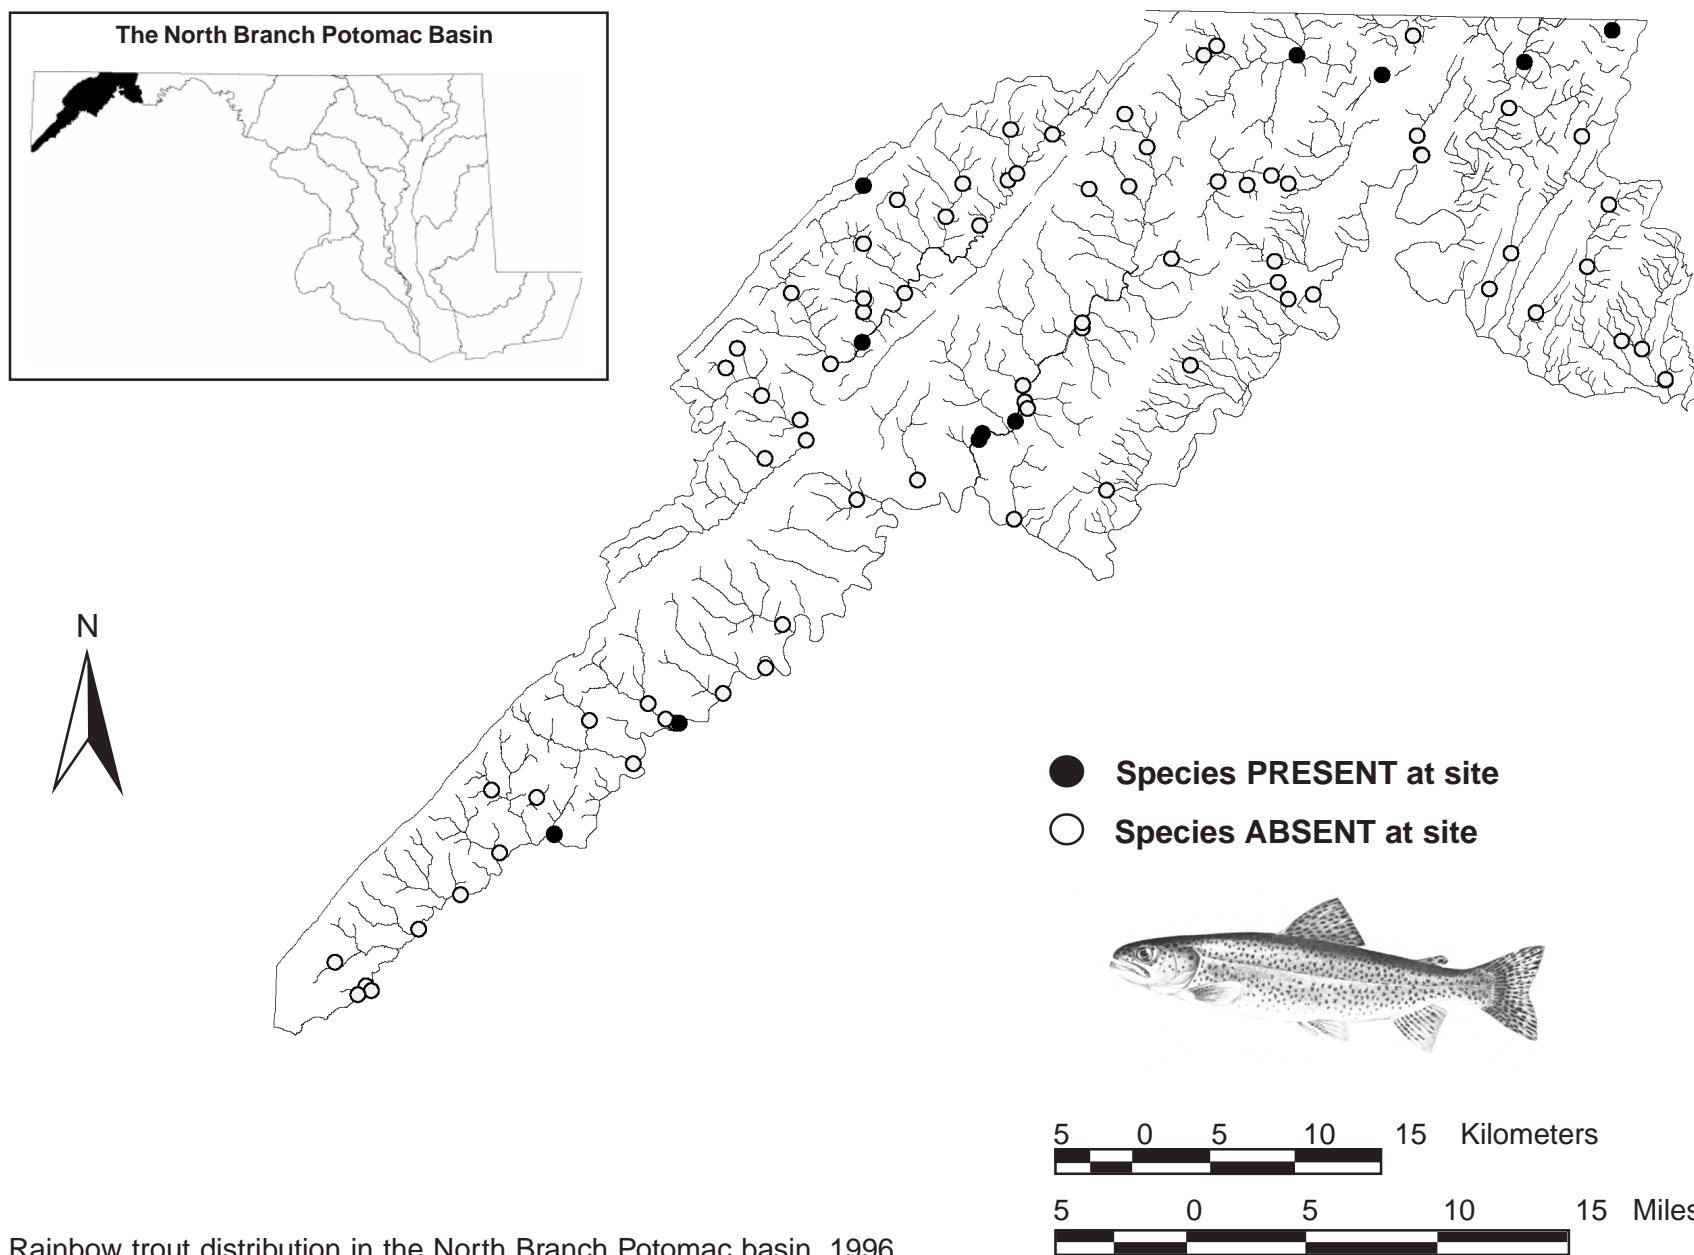 The North Branch Potomac Basin
N
Species PRESENT at site
Species ABSENT at site
5 0 5 10 15 Kilometers
5 0 5 10 15 Miles
Rainbow trout distribution in the North Branch Potomac basin, 1996